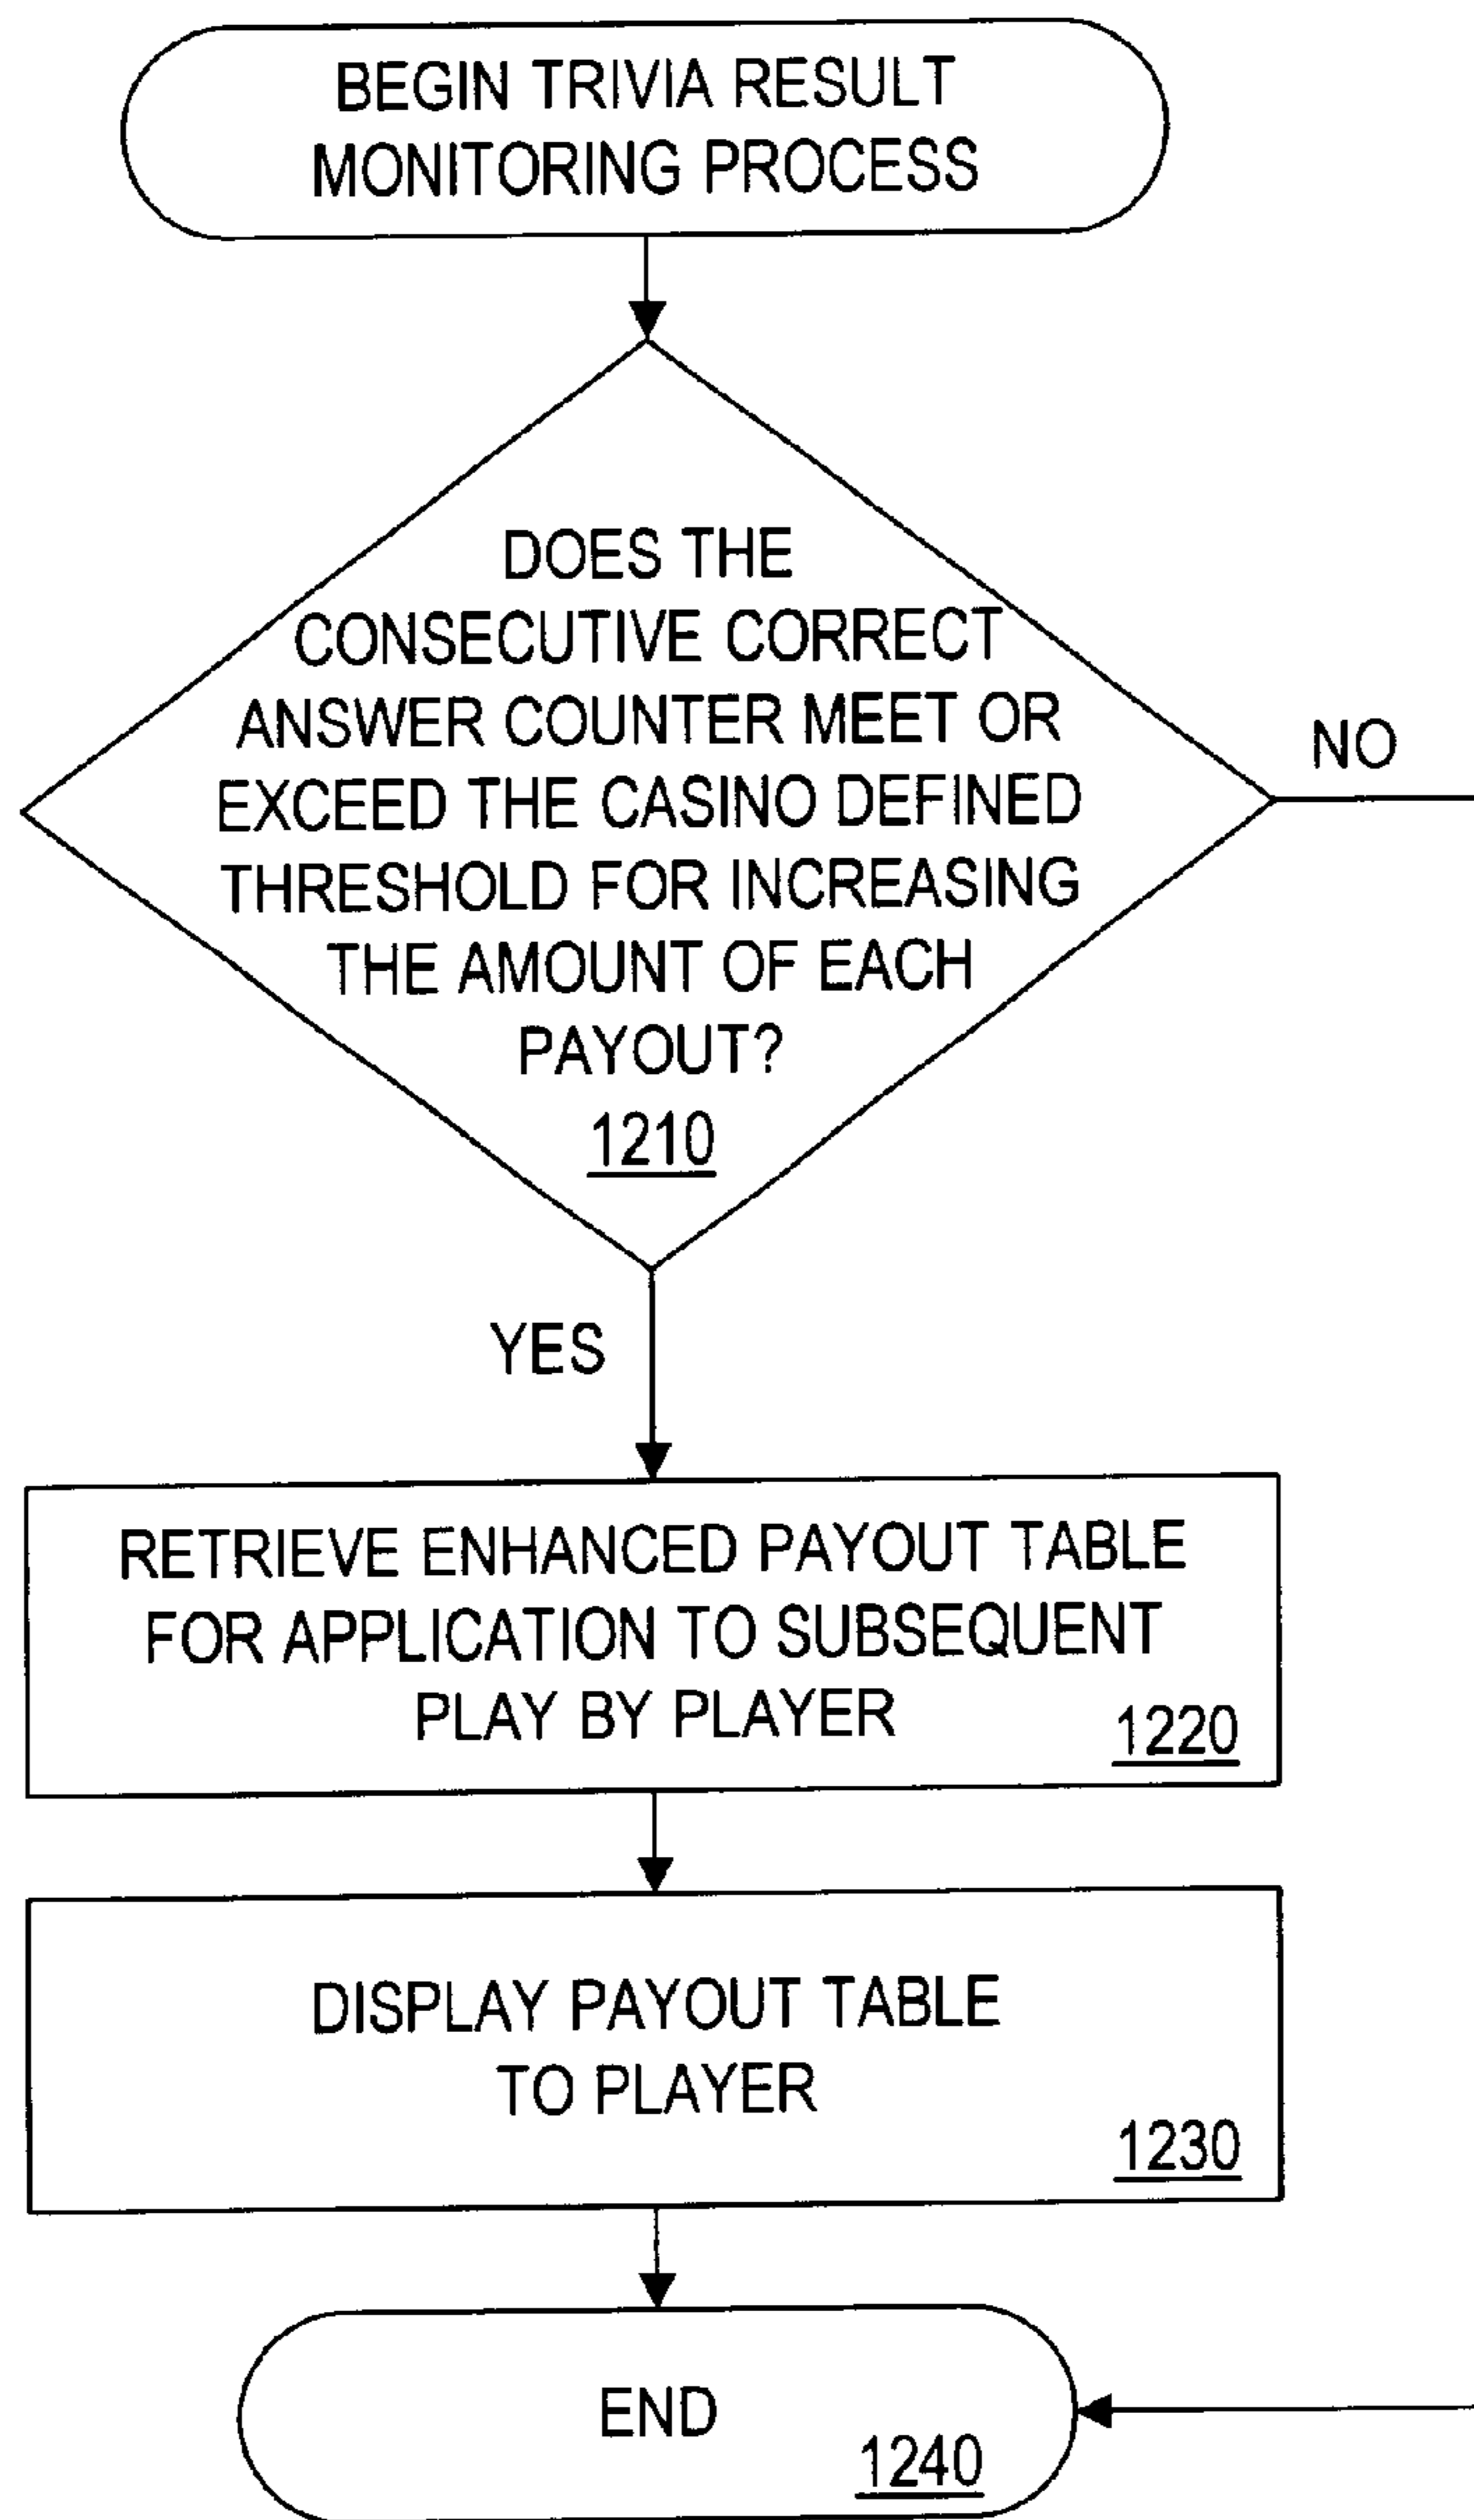 BEGIN TRIVIA RESULT
MONITORING PROCESS
DOES THE
CONSECUTIVE CORRECT
ANSWER COUNTER MEET OR
EXCEED THE CASINO DEFINED
THRESHOLD FOR INCREASING
THE AMOUNT OF EACH
PAYOUT?
1210
NO
YES
RETRIEVE ENHANCED PAYOUT TABLE
FOR APPLICATION TO SUBSEQUENT
PLAY BY PLAYER
1220
DISPLAY PAYOUT TABLE
TO PLAYER
1230
END
1240